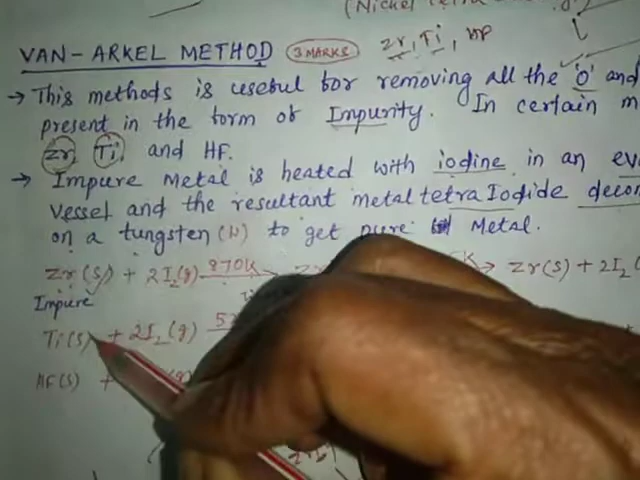 (Nickel tetra
VAN-ARKEL METHOD 3 MARKS Zr, Ti, HF
→ This methods is useful for removing all the 'O' and
present in the form of Impurity. In certain m
Zr, Ti and HF.
→ Impure Metal is heated with iodine in an ev
vessel and the resultant metal tetra Iodide decom
on a tungsten (W) to get pure Metal.
Zr(s) + 2I₂(g) 870K K → Zr(s) + 2I₂
Impure
Ti(s) + 2I₂(g)
HF(s) +